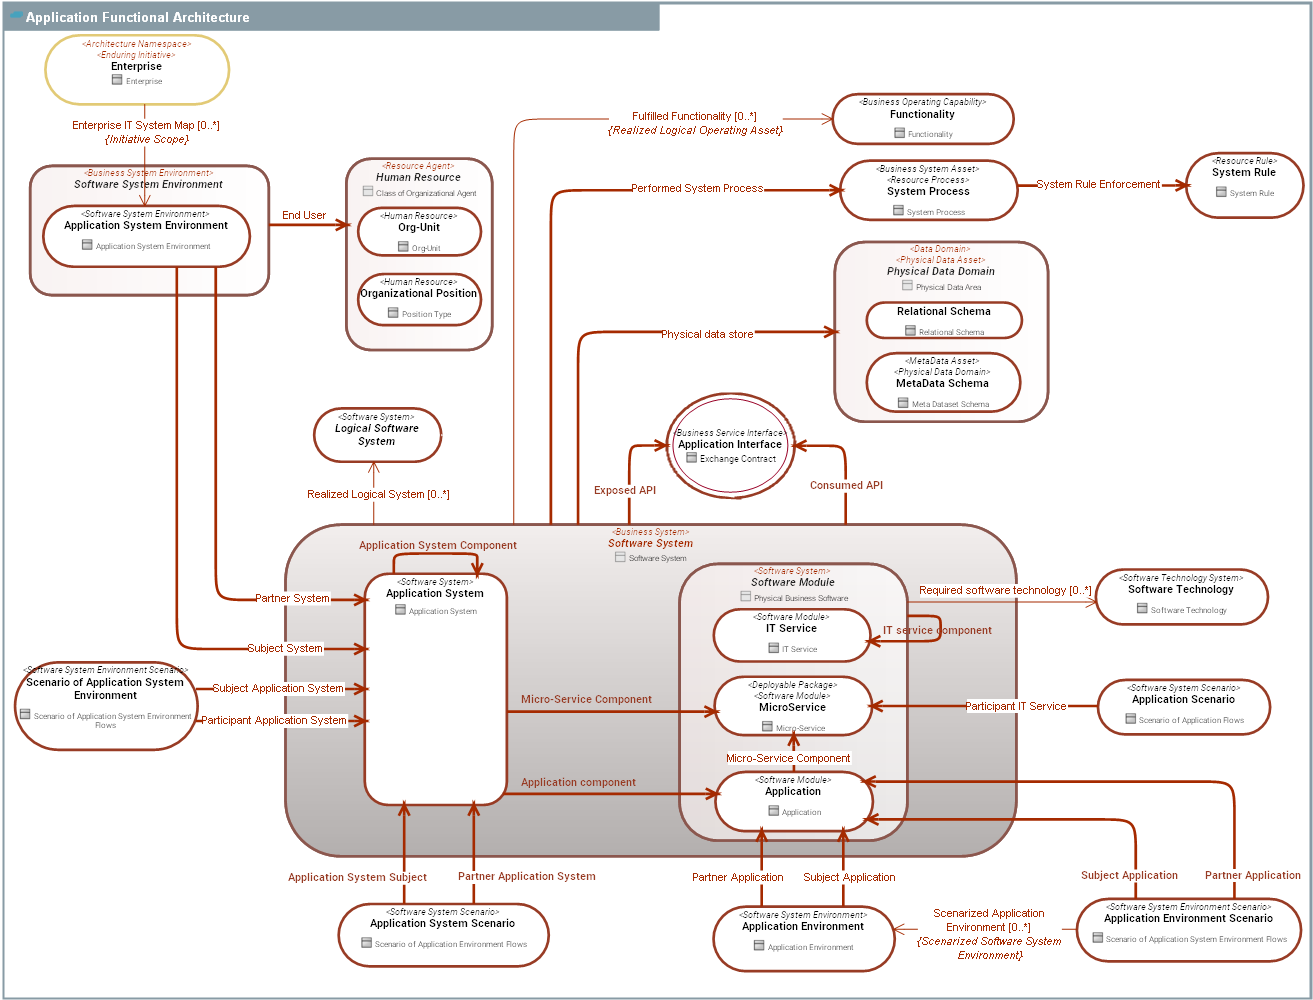 Application Functional Architecture
<Architecture Namespace>
<Enduring Initiative>
Enterprise
Enterprise
Enterprise IT System Map [0..*]
{Initiative Scope}
<Business System Environment>
Software System Environment
<Software System Environment>
Application System Environment
Application System Environment
End User
<Resource Agent>
Human Resource
Class of Organizational Agent
<Human Resource>
Org-Unit
Org-Unit
<Human Resource>
Organizational Position
Position Type
Fulfilled Functionality [0..*]
{Realized Logical Operating Asset}
<Business Operating Capability>
Functionality
Functionality
Performed System Process
<Business System Asset>
<Resource Process>
System Process
System Process
System Rule Enforcement
<Resource Rule>
System Rule
System Rule
<Data Domain>
<Physical Data Asset>
Physical Data Domain
Physical Data Area
Relational Schema
Relational Schema
<MetaData Asset>
<Physical Data Domain>
MetaData Schema
Meta Dataset Schema
Physical data store
<Software System>
Logical Software
System
Realized Logical System [0..*]
<Business Service Interface>
Application Interface
Exchange Contract
Exposed API
Consumed API
<Business System>
Software System
Software System
Application System Component
<Software System>
Application System
Application System
Partner System
Subject System
<Software System Environment Scenario>
Scenario of Application System
Environment
Scenario of Application System Environment
Flows
Subject Application System
Participant Application System
<Software System>
Software Module
Physical Business Software
<Software Module>
IT Service
IT Service
IT service component
Required software technology [0..*]
<Software Technology System>
Software Technology
Software Technology
Micro-Service Component
<Deployable Package>
<Software Module>
MicroService
Micro-Service
Participant IT Service
<Software System Scenario>
Application Scenario
Scenario of Application Flows
Micro-Service Component
Application component
<Software Module>
Application
Application
Application System Subject
Partner Application System
<Software System Scenario>
Application System Scenario
Scenario of Application Environment Flows
Partner Application
Subject Application
<Software System Environment>
Application Environment
Application Environment
Scenarized Application
Environment [0..*]
{Scenarized Software System
Environment}
Subject Application
Partner Application
<Software System Environment Scenario>
Application Environment Scenario
Scenario of Application System Environment Flows